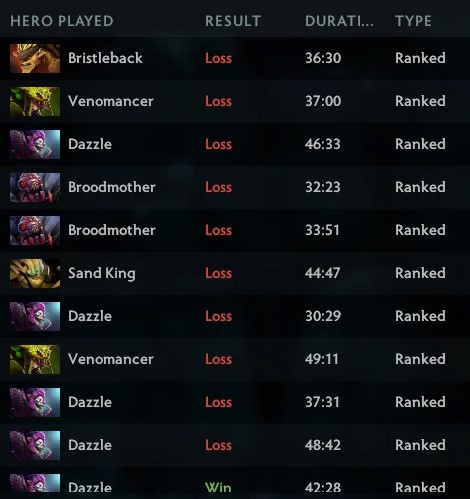 HERO PLAYED RESULT DURATI... TYPE
Bristleback Loss 36:30 Ranked
Venomancer Loss 37:00 Ranked
Dazzle Loss 46:33 Ranked
Broodmother Loss 32:23 Ranked
Broodmother Loss 33:51 Ranked
Sand King Loss 44:47 Ranked
Dazzle Loss 30:29 Ranked
Venomancer Loss 49:11 Ranked
Dazzle Loss 37:31 Ranked
Dazzle Loss 48:42 Ranked
Dazzle Win 42:28 Ranked